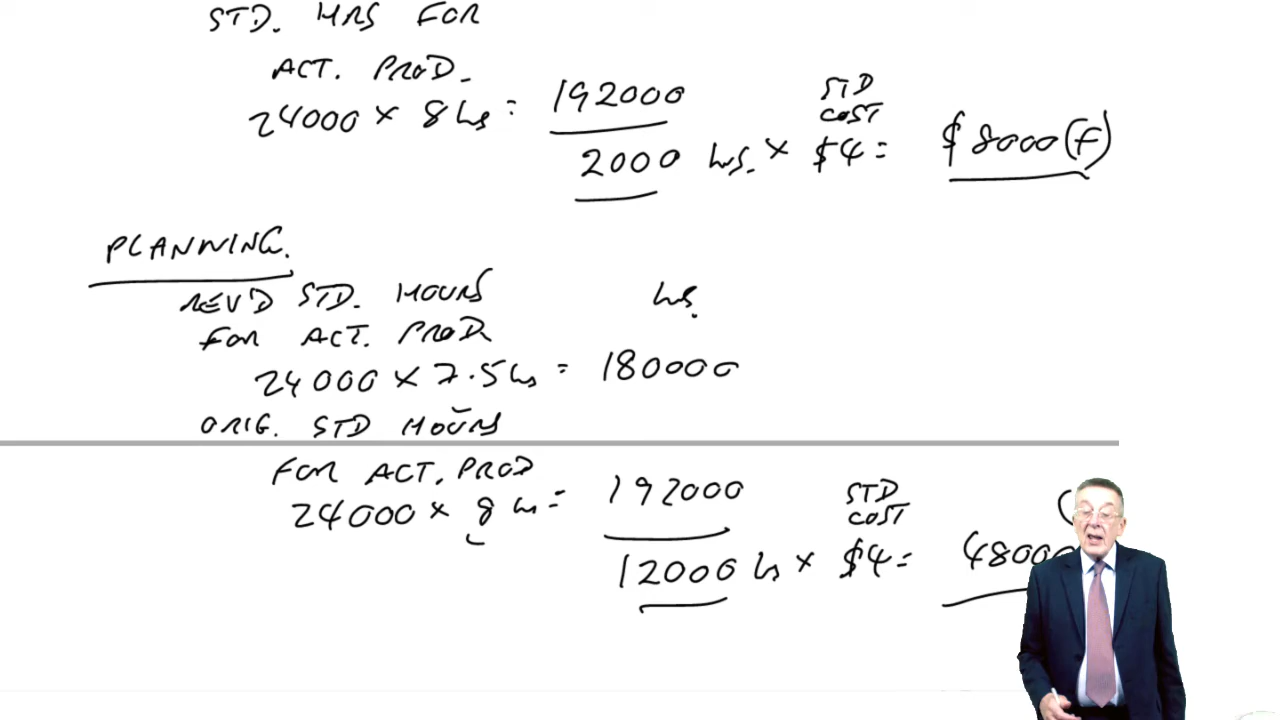 STD. HRS FOR
ACT. PROD.
24000 × 8 hs = 192000
STD
COST
2000 hrs. × $4 = $8000 (f)
PLANNING.
REV'D STD. HOURS
hrs.
FOR ACT. PROD
24000 × 7.5 hs = 180000
ORIG. STD HOURS
FOR ACT. PROD
24000 × 8 hs = 192000
STD
COST
12000 hs × $4 =